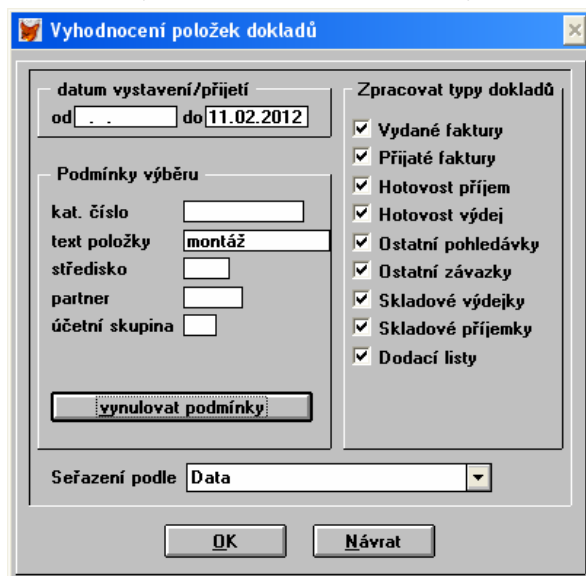 Vyhodnocení položek dokladů
datum vystavení/přijetí
od . . do 11.02.2012
Podmínky výběru
kat. číslo
text položky montáž
středisko
partner
účetní skupina
vynulovat podmínky
Zpracovat typy dokladů
Vydané faktury
Přijaté faktury
Hotovost příjem
Hotovost výdej
Ostatní pohledávky
Ostatní závazky
Skladové výdejky
Skladové příjemky
Dodací listy
Seřazení podle Data
OK Návrat